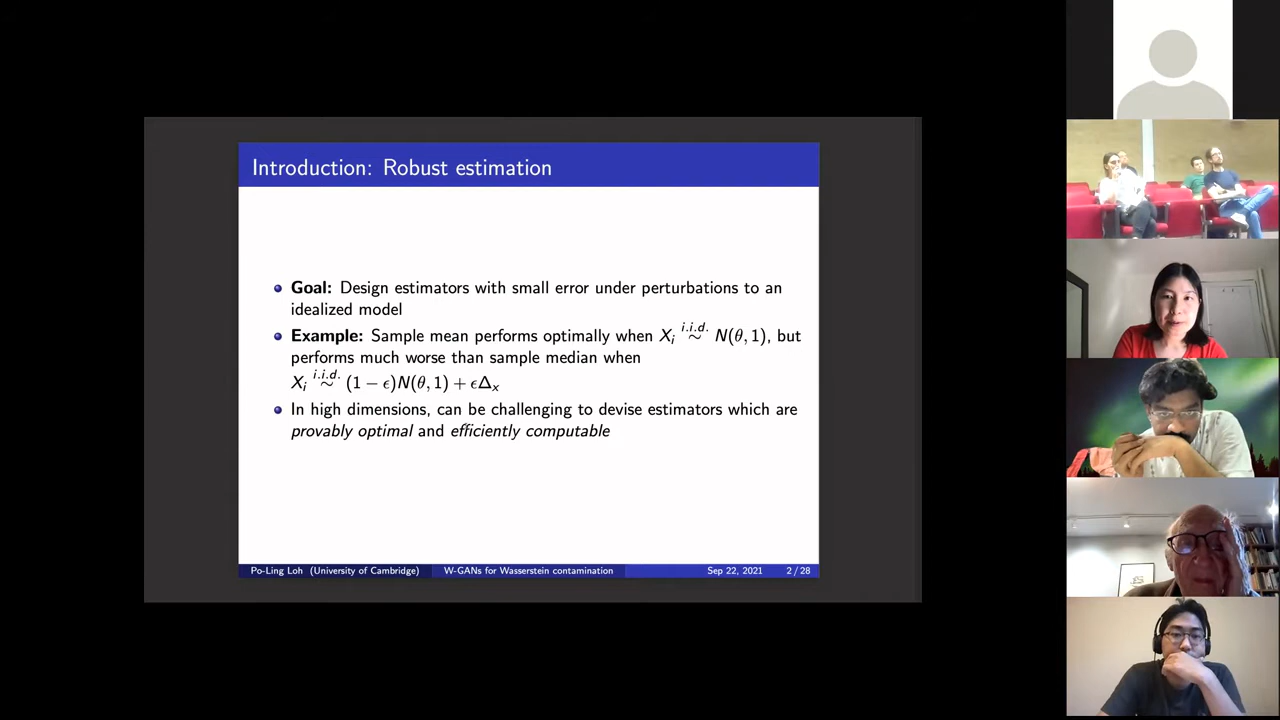 Introduction: Robust estimation
Goal: Design estimators with small error under perturbations to an
idealized model
Example: Sample mean performs optimally when X_i i.i.d. ∼ N(θ, 1), but
performs much worse than sample median when
X_i i.i.d. ∼ (1 − ϵ)N(θ, 1) + ϵΔ_x
In high dimensions, can be challenging to devise estimators which are
provably optimal and efficiently computable
Po-Ling Loh (University of Cambridge) W-GANs for Wasserstein contamination Sep 22, 2021 2 / 28